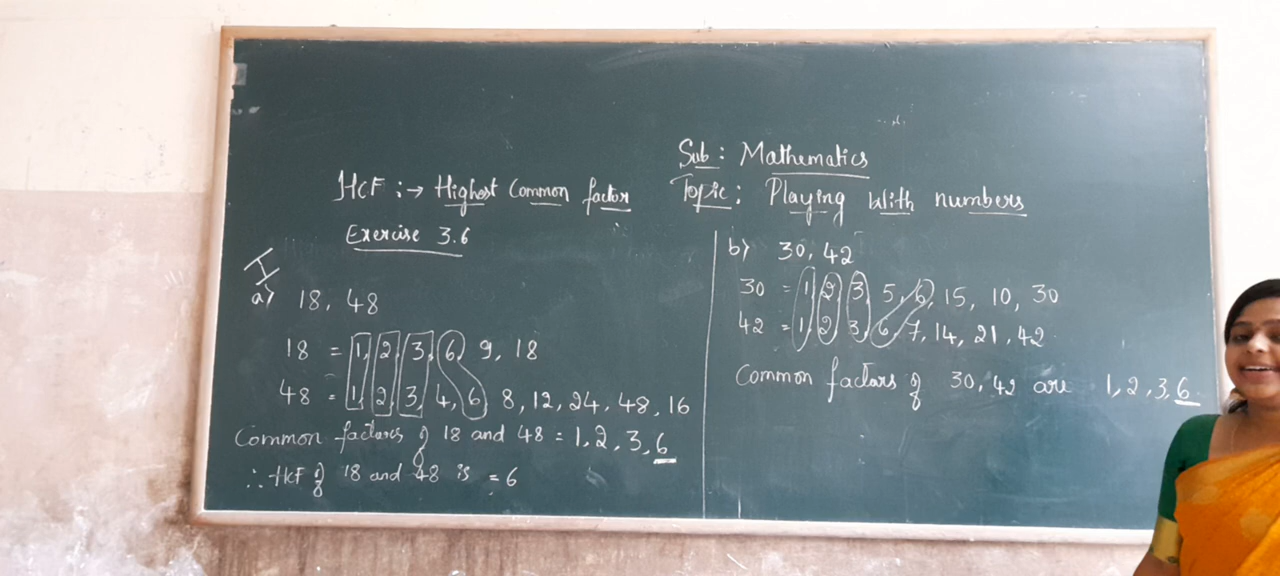 Sub : Mathematics
HCF :→ Highest Common factor
Topic : Playing With numbers
Exercise 3.6
I
a) 18, 48
18 = 1, 2, 3, 6, 9, 18
48 = 1, 2, 3, 4, 6, 8, 12, 24, 48, 16
Common factores of 18 and 48 = 1, 2, 3, 6
∴ HCF of 18 and 48 is = 6
b) 30, 42
30 = 1, 2, 3, 5, 6, 15, 10, 30
42 = 1, 2, 3, 6, 7, 14, 21, 42
Common factors of 30, 42 are 1, 2, 3, 6